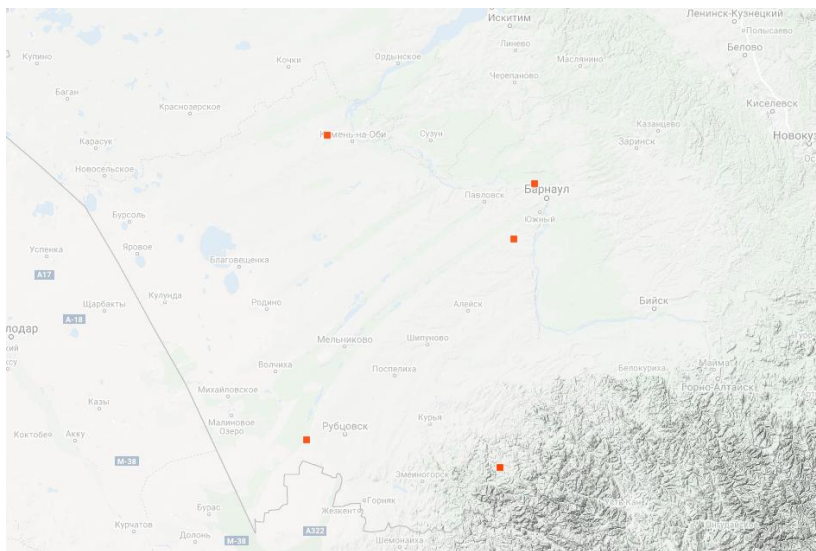 Искитим
Ленинск-Кузнецкий
Полысаево
Линево
Белово
Купино
Кочки
Ордынское
Маслянино
Черепаново
Баган
Краснозерское
Киселевск
Казанцево
Камень-на-Оби
Сузун
Новокуз
Карасук
Заринск
Новосельское
Павловск
Барнаул
Бурсоль
Южный
Успенка
Яровое
Благовещенка
А17
Щарбакты
Кулунда
Родино
Алейск
Бийск
А-18
лодар
Мельниково
Шипуново
Волчиха
Поспелиха
Белокуриха
Майма
Горно-Алтайск
Михайловское
Казы
Малиновое
Озеро
Курья
Рубцовск
Коктобе
Акку
М-38
Змеиногорск
Горняк
Бурас
Жезкент
Курчатов
А322
Долонь
М-38
Шемонаиха